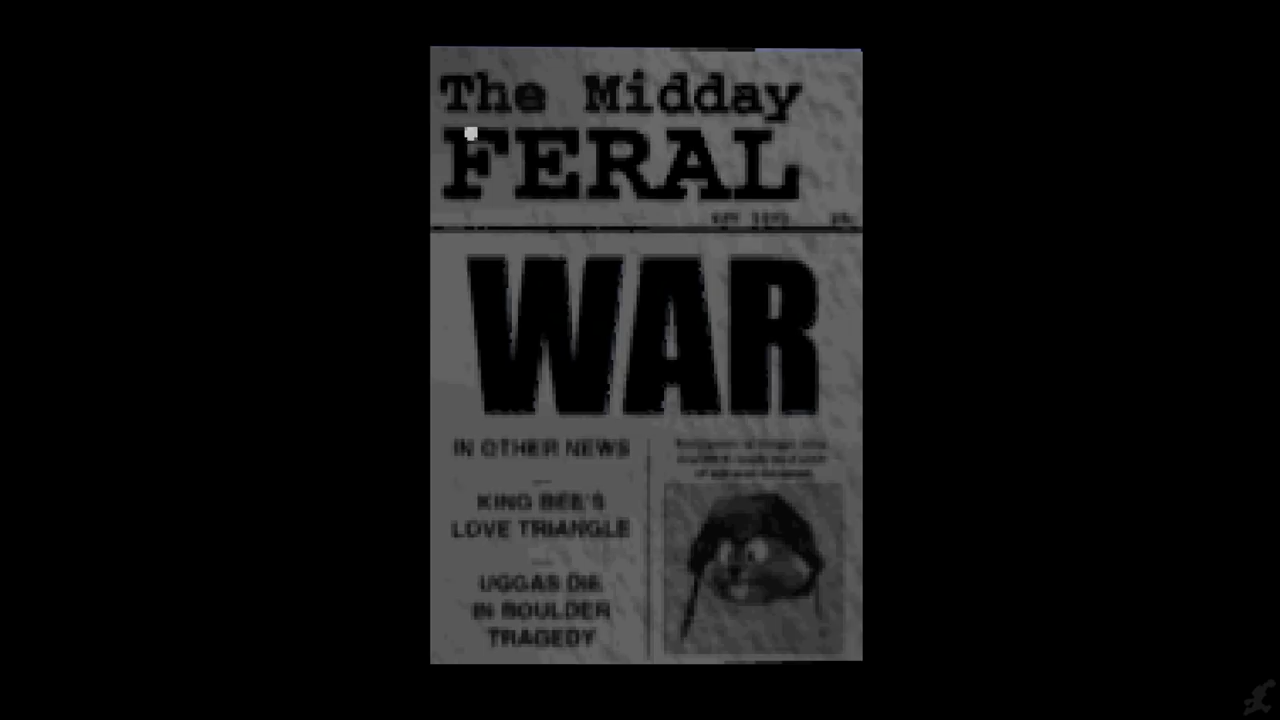 The Midday
FERAL
WAR
IN OTHER NEWS
KING BEE'S
LOVE TRIANGLE
UGGAS DIE
IN BOULDER
TRAGEDY